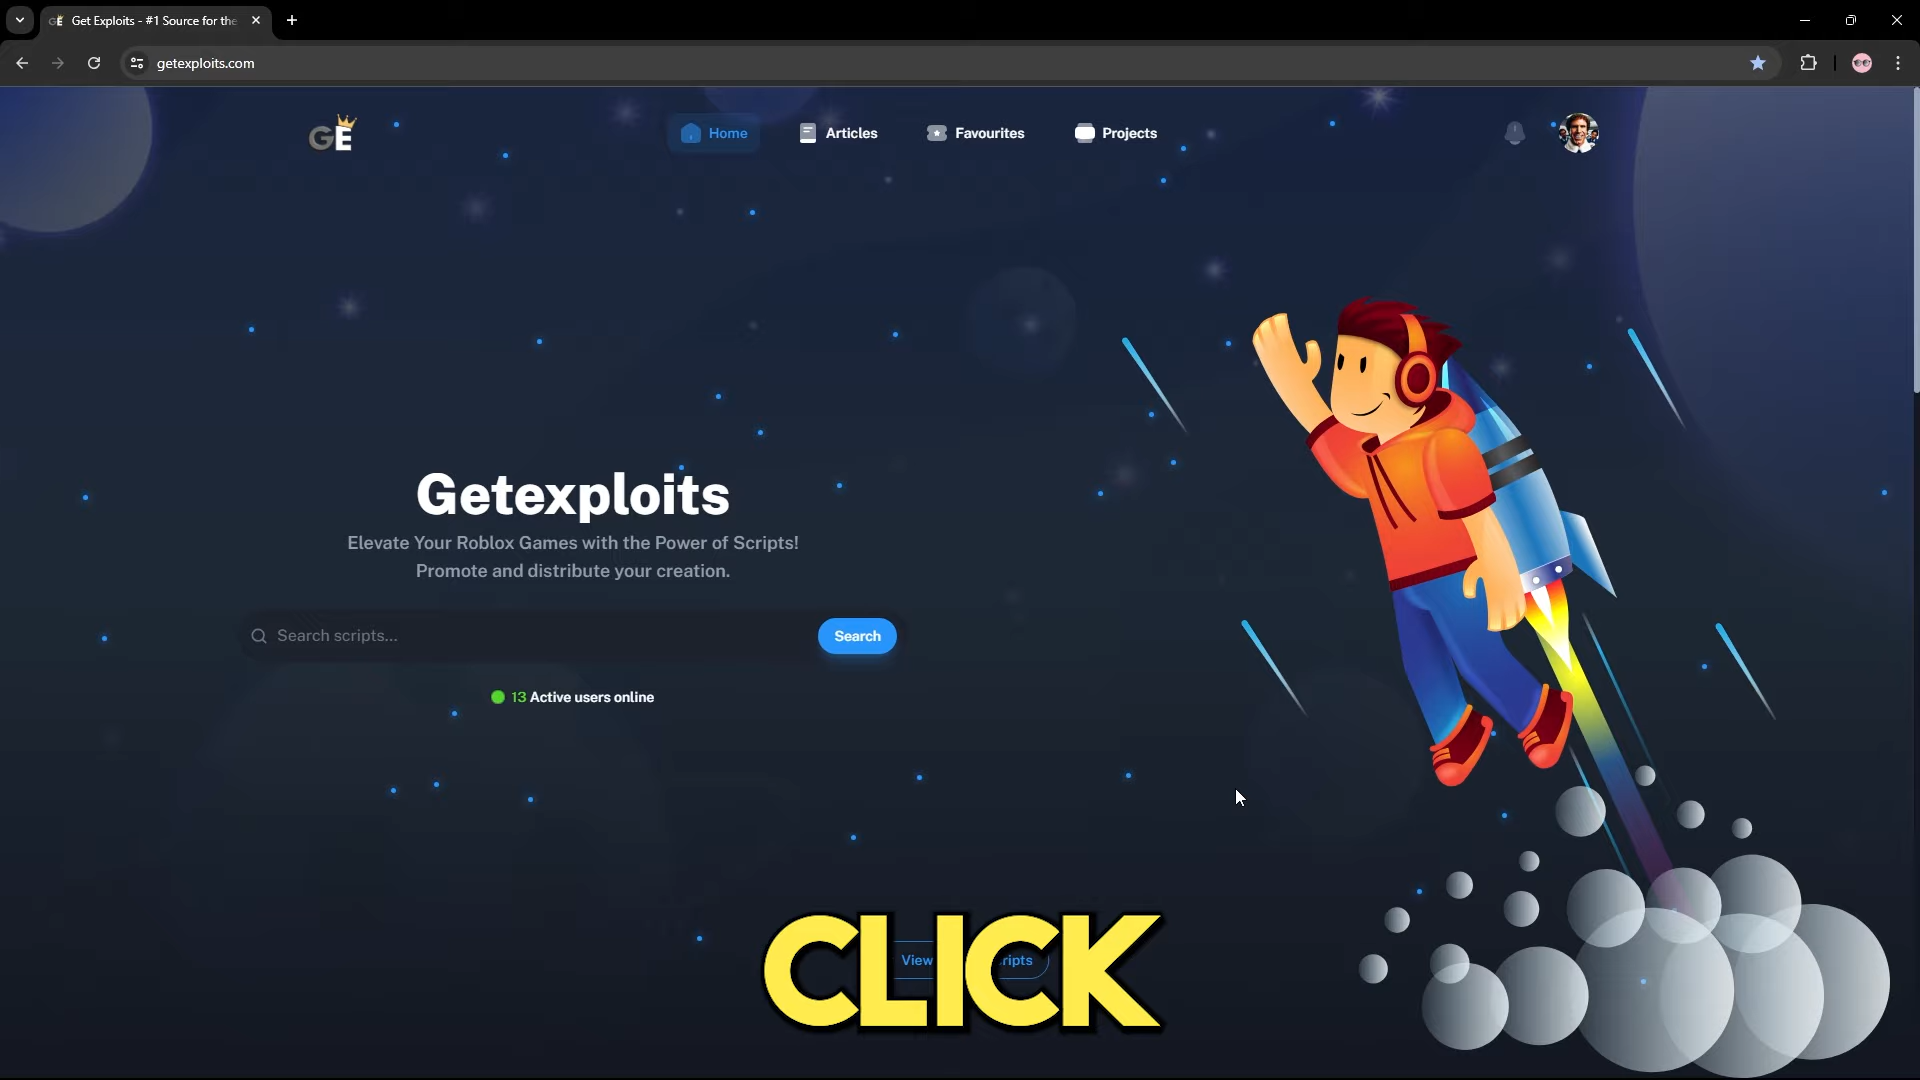 Get Exploits - #1 Source for the
getexploits.com
GE
Home
Articles
Favourites
Projects
Getexploits
Elevate Your Roblox Games with the Power of Scripts!
Promote and distribute your creation.
Search scripts...
Search
13 Active users online
View
ripts
CLICK